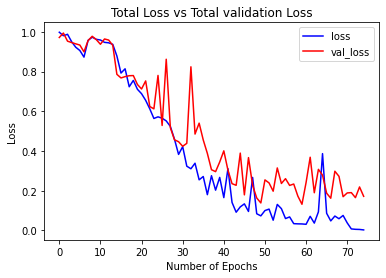 Total Loss vs Total validation Loss
loss
val_loss
1.0
0.8
0.6
0.4
0.2
0.0
Loss
0 10 20 30 40 50 60 70
Number of Epochs